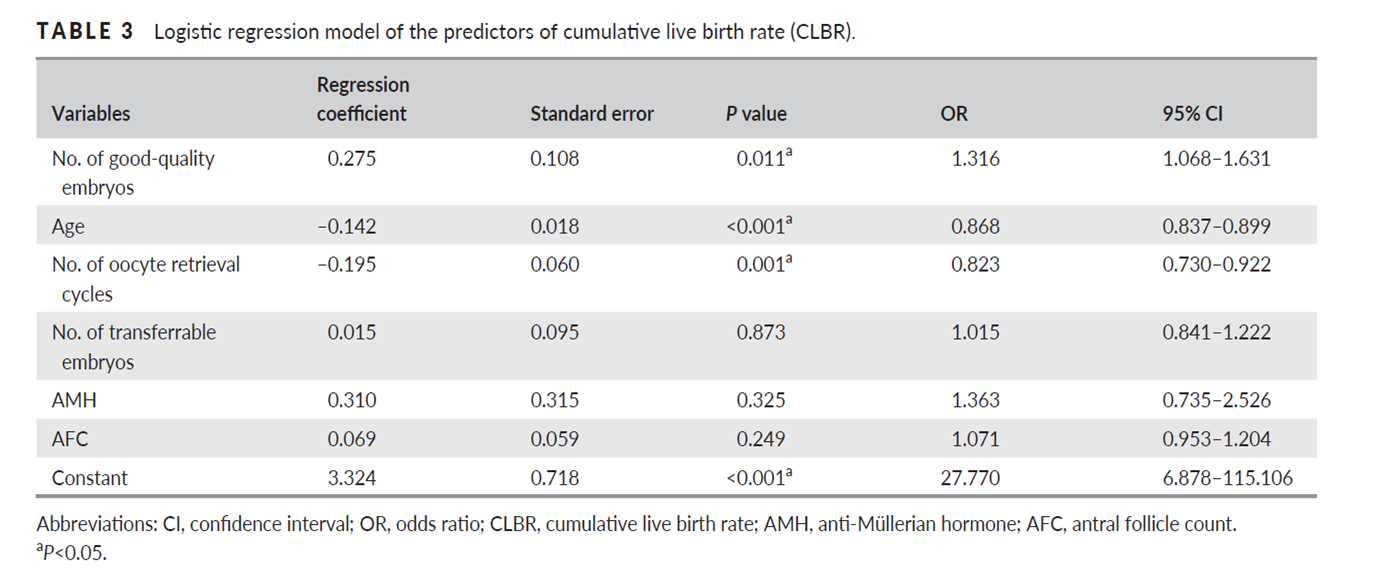 TABLE 3 Logistic regression model of the predictors of cumulative live birth rate (CLBR).
Regression
Variables coefficient Standard error P value OR 95% CI
No. of good-quality 0.275 0.108 0.011a 1.316 1.068–1.631
embryos
Age –0.142 0.018 <0.001a 0.868 0.837–0.899
No. of oocyte retrieval –0.195 0.060 0.001a 0.823 0.730–0.922
cycles
No. of transferrable 0.015 0.095 0.873 1.015 0.841–1.222
embryos
AMH 0.310 0.315 0.325 1.363 0.735–2.526
AFC 0.069 0.059 0.249 1.071 0.953–1.204
Constant 3.324 0.718 <0.001a 27.770 6.878–115.106
Abbreviations: CI, confidence interval; OR, odds ratio; CLBR, cumulative live birth rate; AMH, anti-Müllerian hormone; AFC, antral follicle count.
aP<0.05.